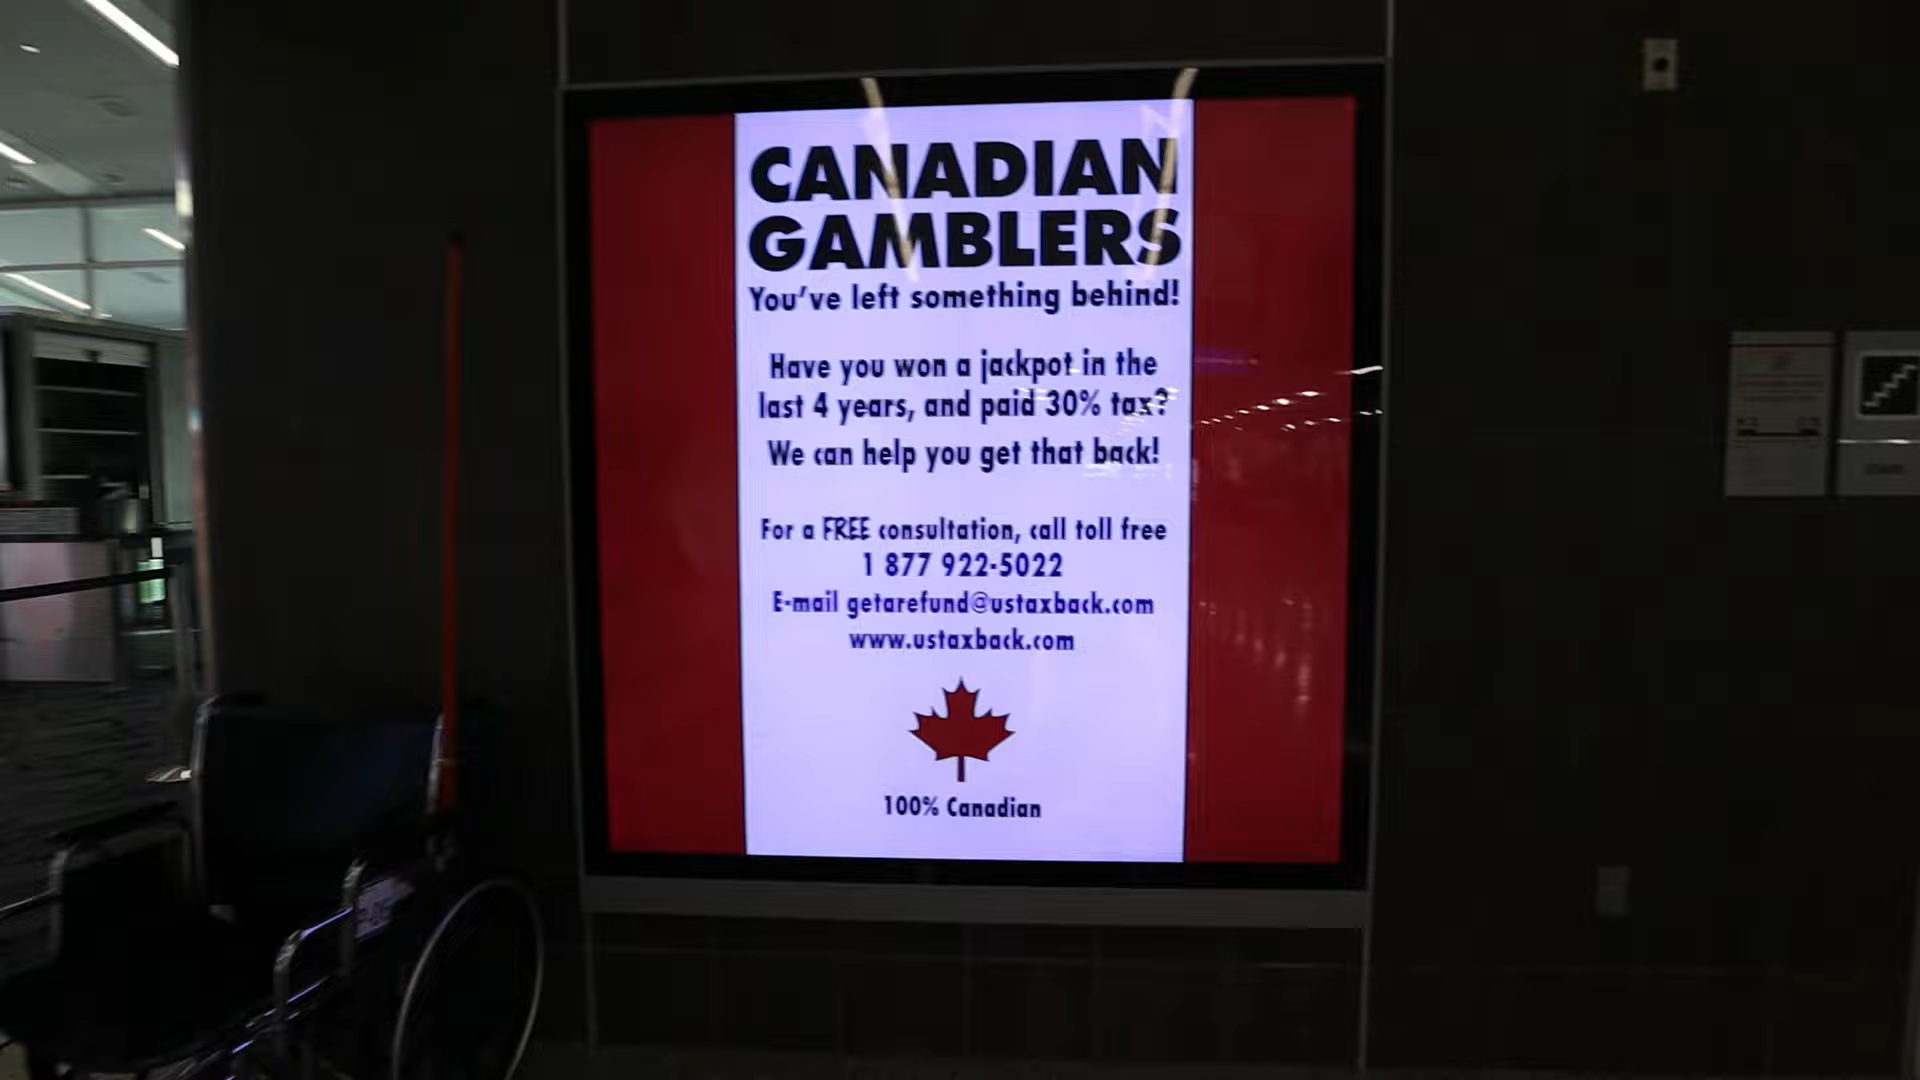 CANADIAN
GAMBLERS
You've left something behind!
Have you won a jackpot in the
last 4 years, and paid 30% tax?
We can help you get that back!
For a FREE consultation, call toll free
1 877 922-5022
E-mail getarefund@ustaxback.com
www.ustaxback.com
100% Canadian